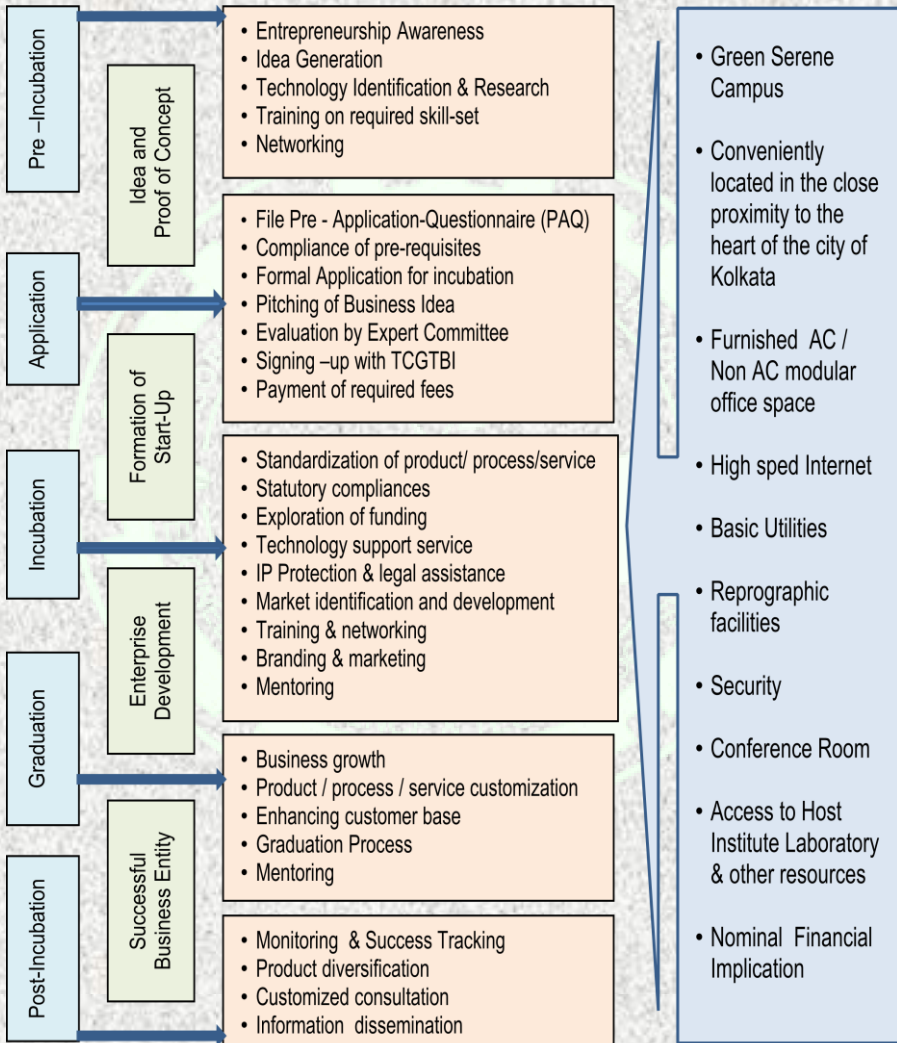 Pre –Incubation
Idea and
Proof of Concept
Application
Formation of
Start-Up
Incubation
Enterprise
Development
Graduation
Successful
Business Entity
Post-Incubation
• Entrepreneurship Awareness
• Idea Generation
• Technology Identification & Research
• Training on required skill-set
• Networking
• File Pre - Application-Questionnaire (PAQ)
• Compliance of pre-requisites
• Formal Application for incubation
• Pitching of Business Idea
• Evaluation by Expert Committee
• Signing –up with TCGTBI
• Payment of required fees
• Standardization of product/ process/service
• Statutory compliances
• Exploration of funding
• Technology support service
• IP Protection & legal assistance
• Market identification and development
• Training & networking
• Branding & marketing
• Mentoring
• Business growth
• Product / process / service customization
• Enhancing customer base
• Graduation Process
• Mentoring
• Monitoring & Success Tracking
• Product diversification
• Customized consultation
• Information dissemination
• Green Serene
Campus
• Conveniently
located in the close
proximity to the
heart of the city of
Kolkata
• Furnished AC /
Non AC modular
office space
• High sped Internet
• Basic Utilities
• Reprographic
facilities
• Security
• Conference Room
• Access to Host
Institute Laboratory
& other resources
• Nominal Financial
Implication